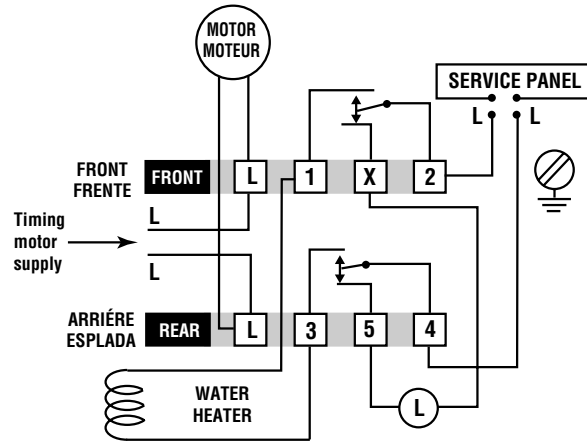 MOTOR
MOTEUR
SERVICE PANEL
L L
FRONT
FRENTE
FRONT L 1 X 2
Timing
motor
supply
L
L
ARRIÉRE
ESPLADA
REAR L 3 5 4
WATER
HEATER
L